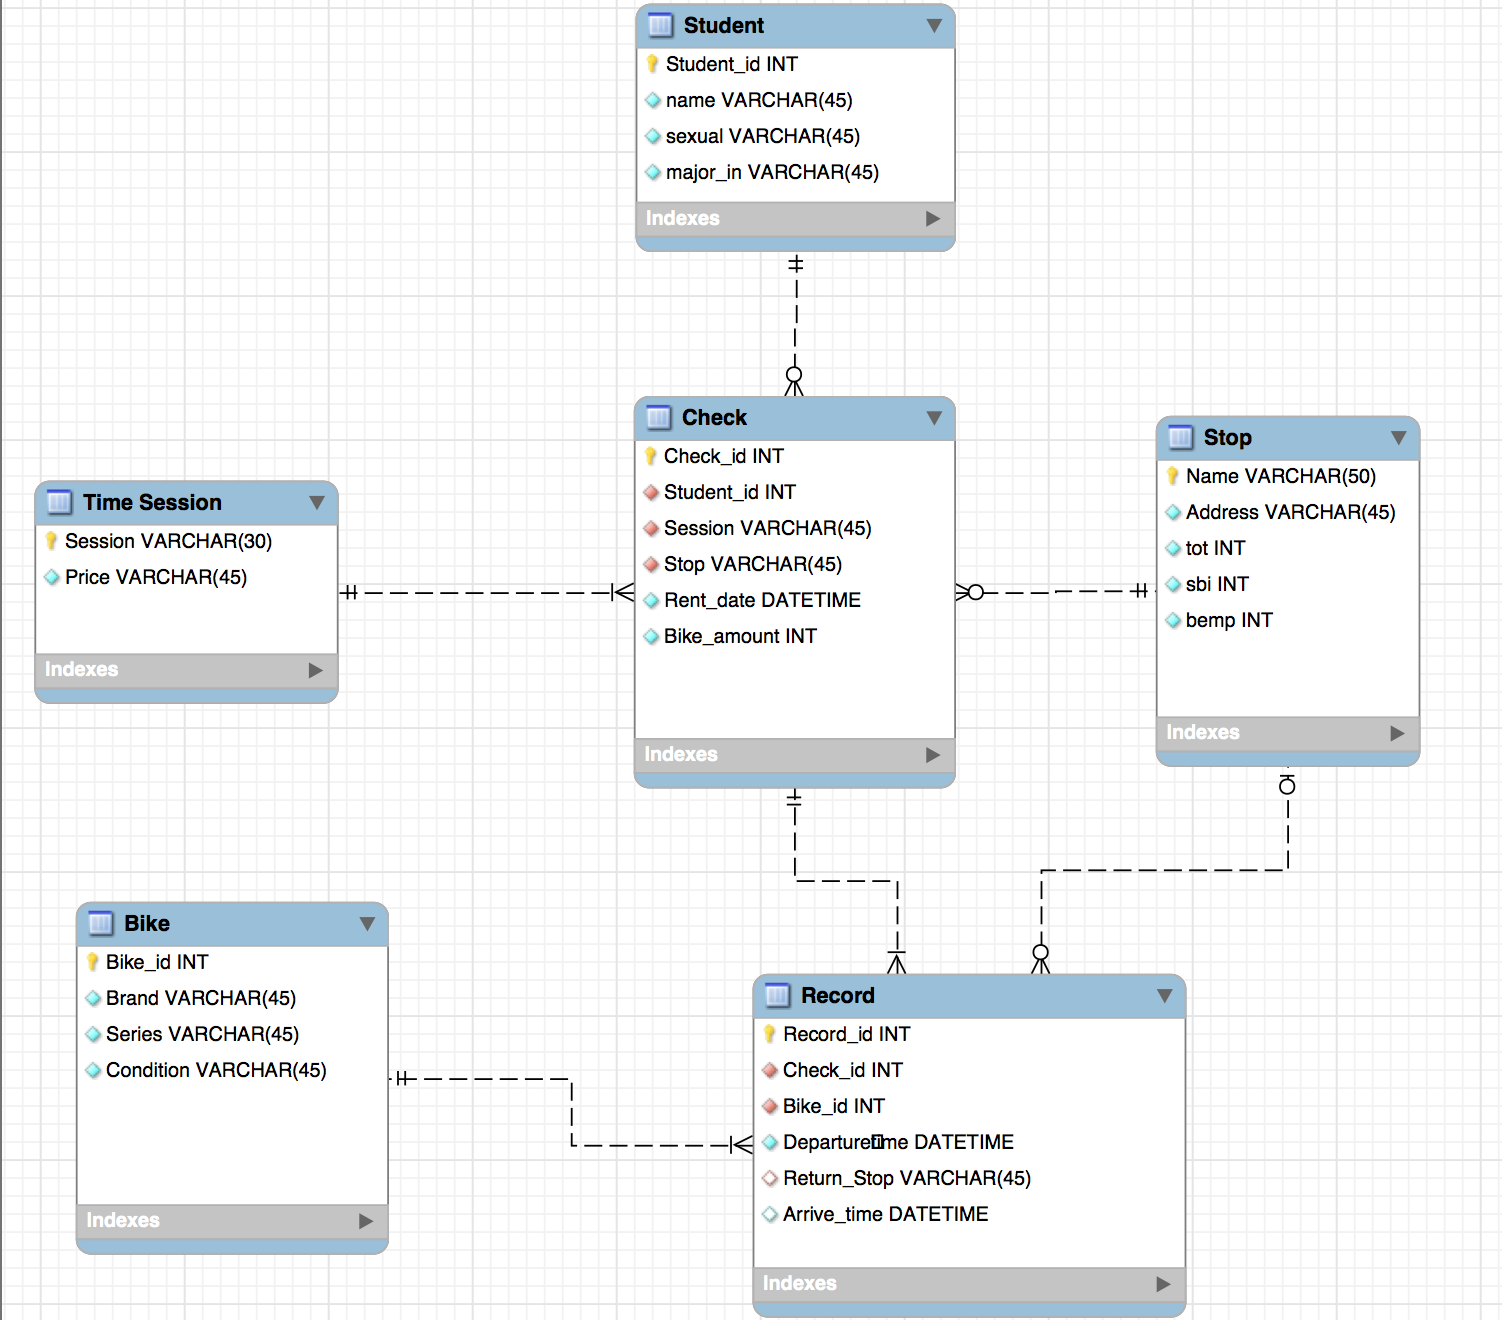 Student
Student_id INT
name VARCHAR(45)
sexual VARCHAR(45)
major_in VARCHAR(45)
Indexes
Check
Check_id INT
Student_id INT
Session VARCHAR(45)
Stop VARCHAR(45)
Rent_date DATETIME
Bike_amount INT
Indexes
Stop
Name VARCHAR(50)
Address VARCHAR(45)
tot INT
sbi INT
bemp INT
Indexes
Time Session
Session VARCHAR(30)
Price VARCHAR(45)
Indexes
Bike
Bike_id INT
Brand VARCHAR(45)
Series VARCHAR(45)
Condition VARCHAR(45)
Indexes
Record
Record_id INT
Check_id INT
Bike_id INT
DATETIME
Return_Stop VARCHAR(45)
Arrive_time DATETIME
Indexes